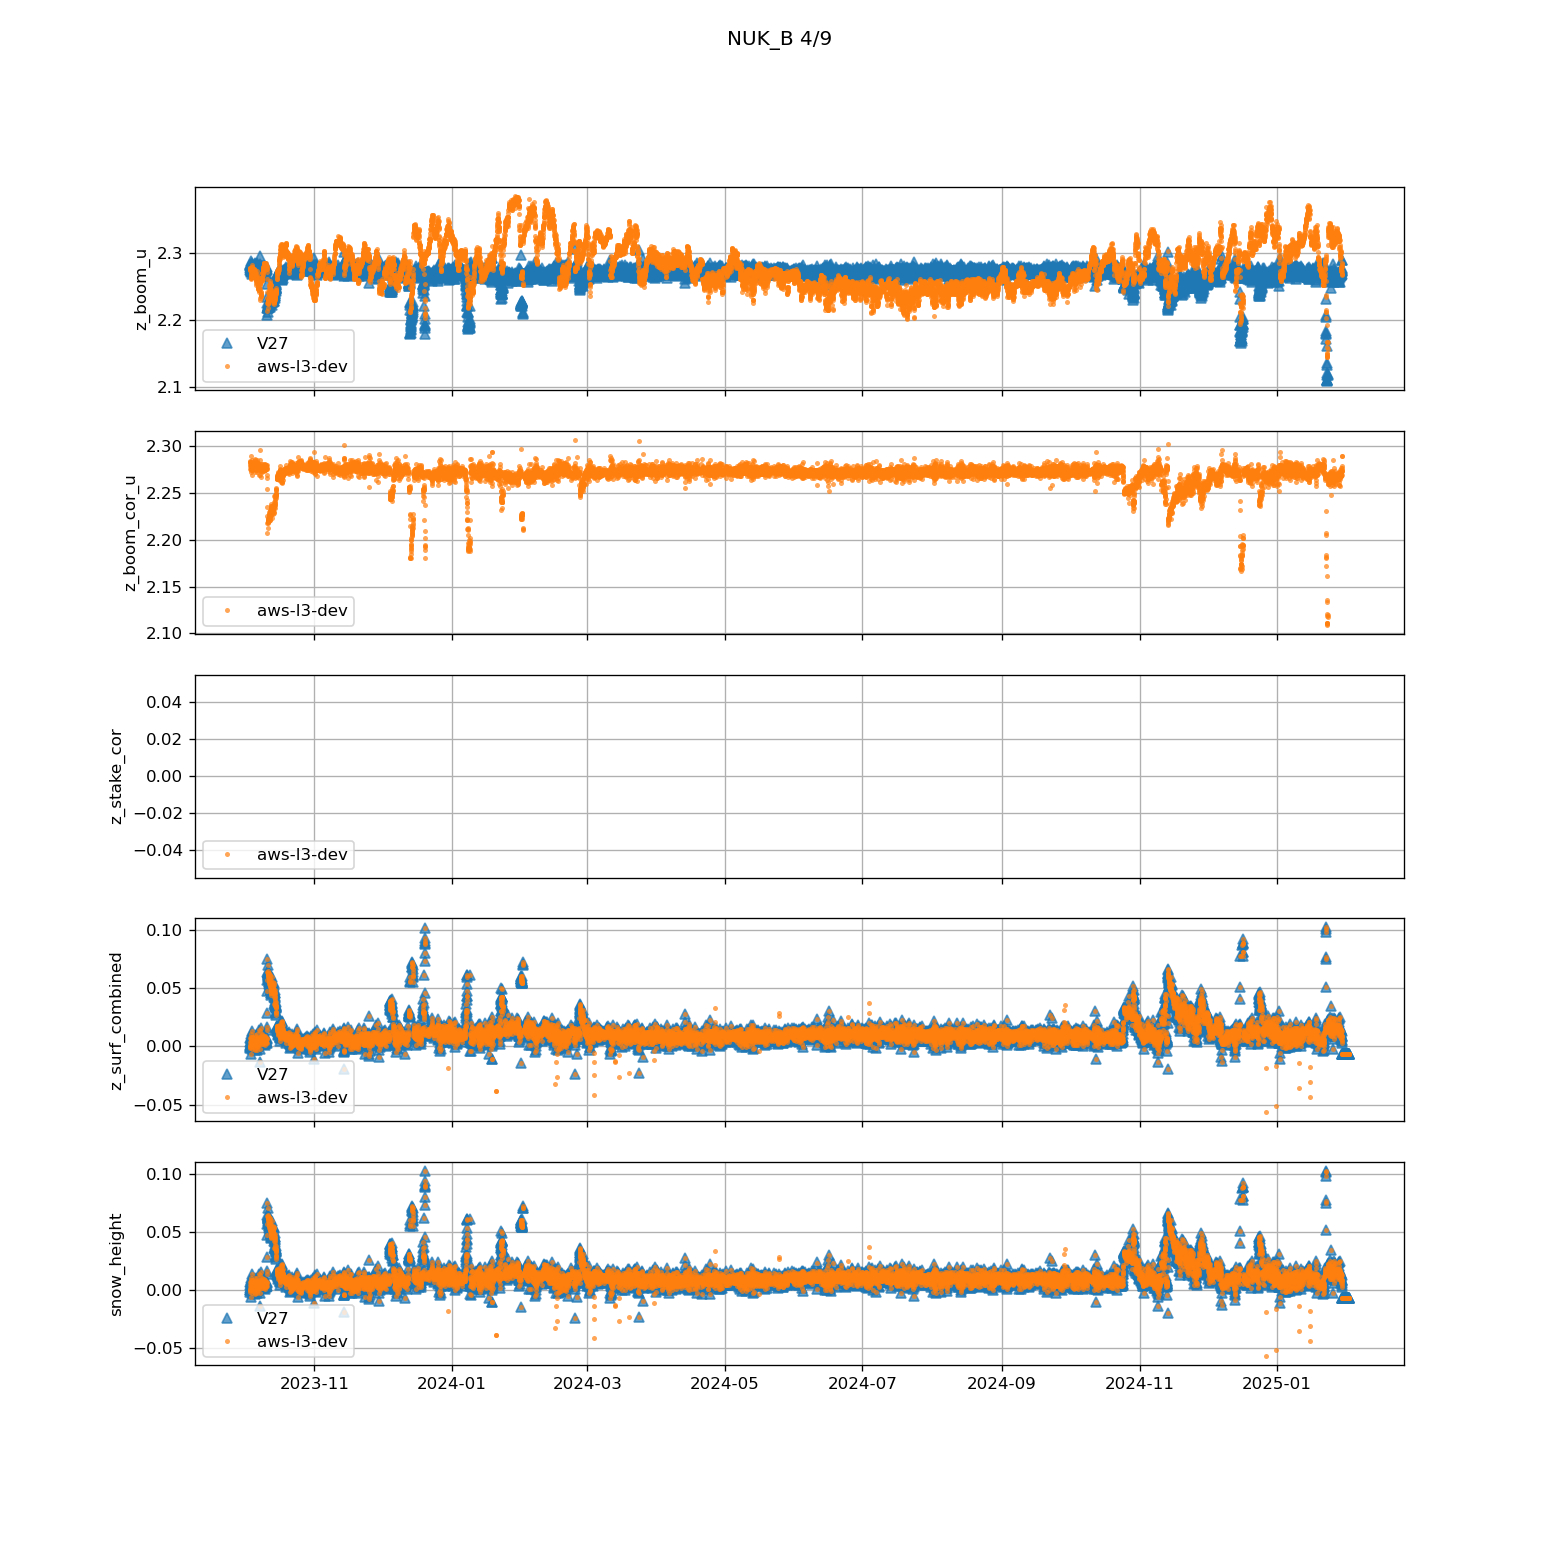 NUK_B 4/9
z_boom_u
2.3
2.2
2.1
V27
aws-l3-dev
z_boom_cor_u
2.30
2.25
2.20
2.15
2.10
aws-l3-dev
z_stake_cor
0.04
0.02
0.00
−0.02
−0.04
aws-l3-dev
z_surf_combined
0.10
0.05
0.00
−0.05
V27
aws-l3-dev
snow_height
0.10
0.05
0.00
−0.05
V27
aws-l3-dev
2023-11 2024-01 2024-03 2024-05 2024-07 2024-09 2024-11 2025-01